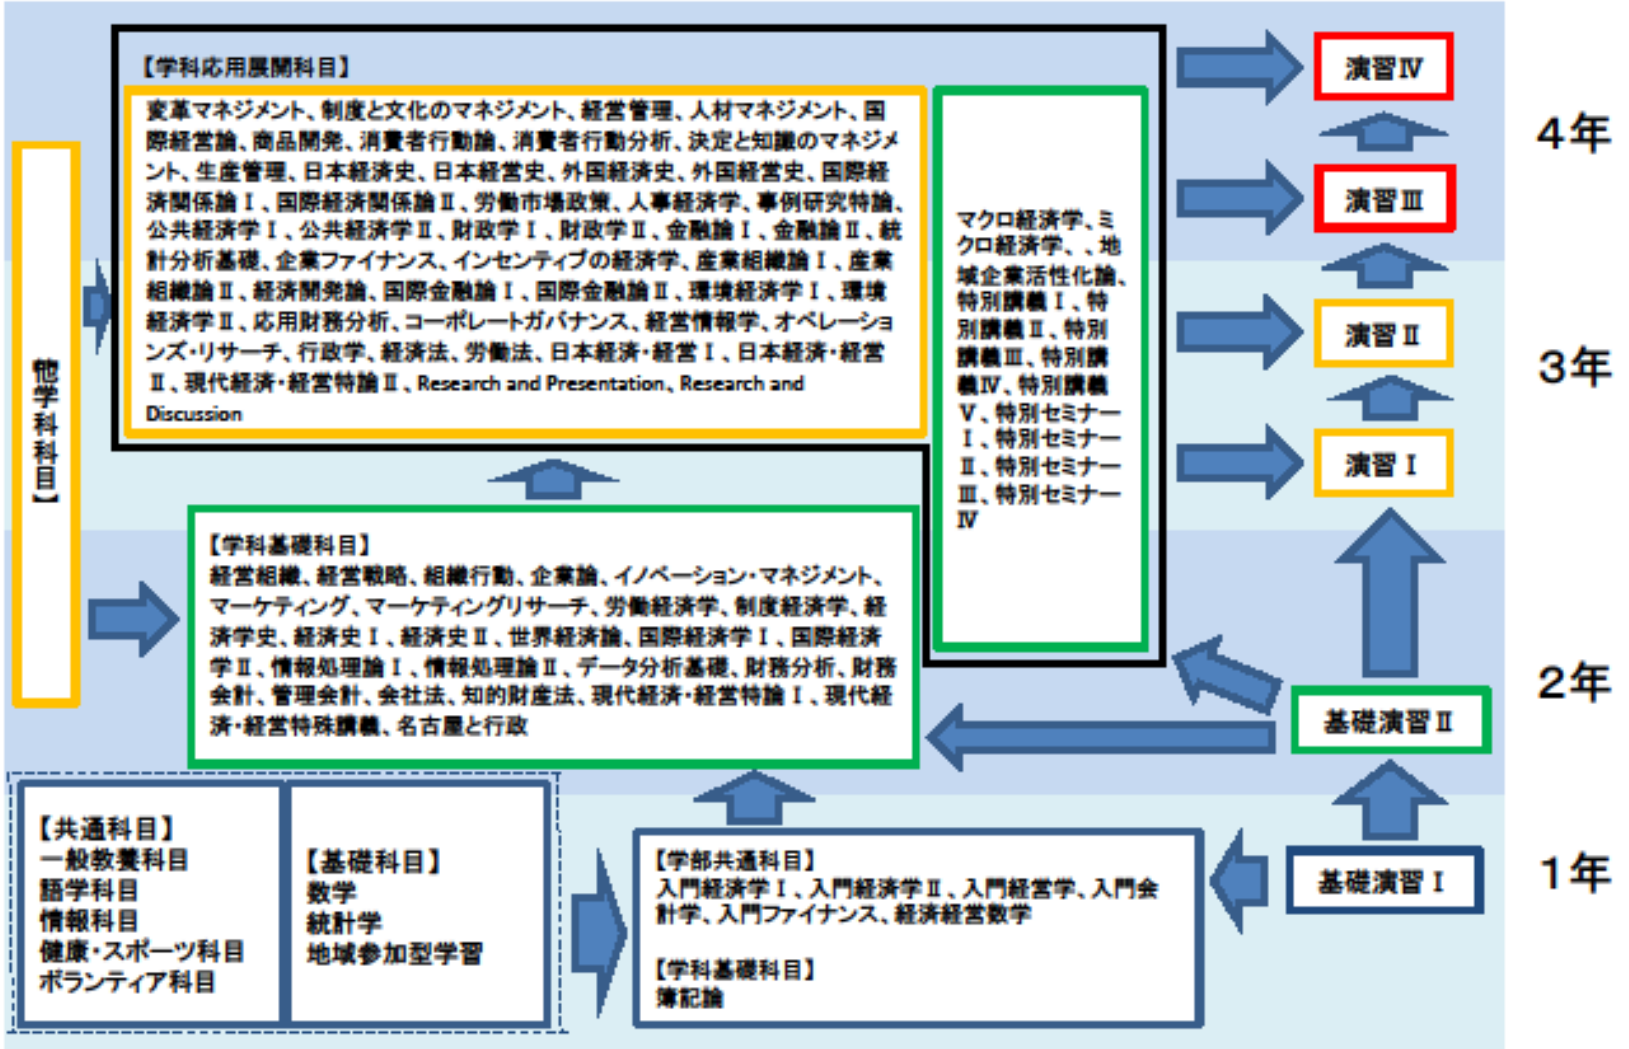 【学科応用展開科目】
変革マネジメント、制度と文化のマネジメント、経営管理、人材マネジメント、国
際経営論、商品開発、消費者行動論、消費者行動分析、決定と知識のマネジメ
ント、生産管理、日本経済史、日本経営史、外国経済史、外国経営史、国際経
済関係論Ⅰ、国際経済関係論Ⅱ、労働市場政策、人事経済学、事例研究特論、
公共経済学Ⅰ、公共経済学Ⅱ、財政学Ⅰ、財政学Ⅱ、金融論Ⅰ、金融論Ⅱ、統
計分析基礎、企業ファイナンス、インセンティブの経済学、産業組織論Ⅰ、産業
組織論Ⅱ、経済開発論、国際金融論Ⅰ、国際金融論Ⅱ、環境経済学Ⅰ、環境
経済学Ⅱ、応用財務分析、コーポレートガバナンス、経営情報学、オペレーショ
ンズ・リサーチ、行政学、経済法、労働法、日本経済・経営Ⅰ、日本経済・経営
Ⅱ、現代経済・経営特論Ⅱ、Research and Presentation、Research and
Discussion
マクロ経済学、ミ
クロ経済学、、地
域企業活性化論、
特別講義Ⅰ、特
別講義Ⅱ、特別
講義Ⅲ、特別講
義Ⅳ、特別講義
Ⅴ、特別セミナー
Ⅰ、特別セミナー
Ⅱ、特別セミナー
Ⅲ、特別セミナー
Ⅳ
演習Ⅳ
演習Ⅲ
演習Ⅱ
演習Ⅰ
4年
3年
2年
1年
他学科科目】
【学科基礎科目】
経営組織、経営戦略、組織行動、企業論、イノベーション・マネジメント、
マーケティング、マーケティングリサーチ、労働経済学、制度経済学、経
済学史、経済史Ⅰ、経済史Ⅱ、世界経済論、国際経済学Ⅰ、国際経済
学Ⅱ、情報処理論Ⅰ、情報処理論Ⅱ、データ分析基礎、財務分析、財務
会計、管理会計、会社法、知的財産法、現代経済・経営特論Ⅰ、現代経
済・経営特殊講義、名古屋と行政
基礎演習Ⅱ
基礎演習Ⅰ
【共通科目】
一般教養科目
語学科目
情報科目
健康・スポーツ科目
ボランティア科目
【基礎科目】
数学
統計学
地域参加型学習
【学部共通科目】
入門経済学Ⅰ、入門経済学Ⅱ、入門経営学、入門会
計学、入門ファイナンス、経済経営数学
【学科基礎科目】
簿記論